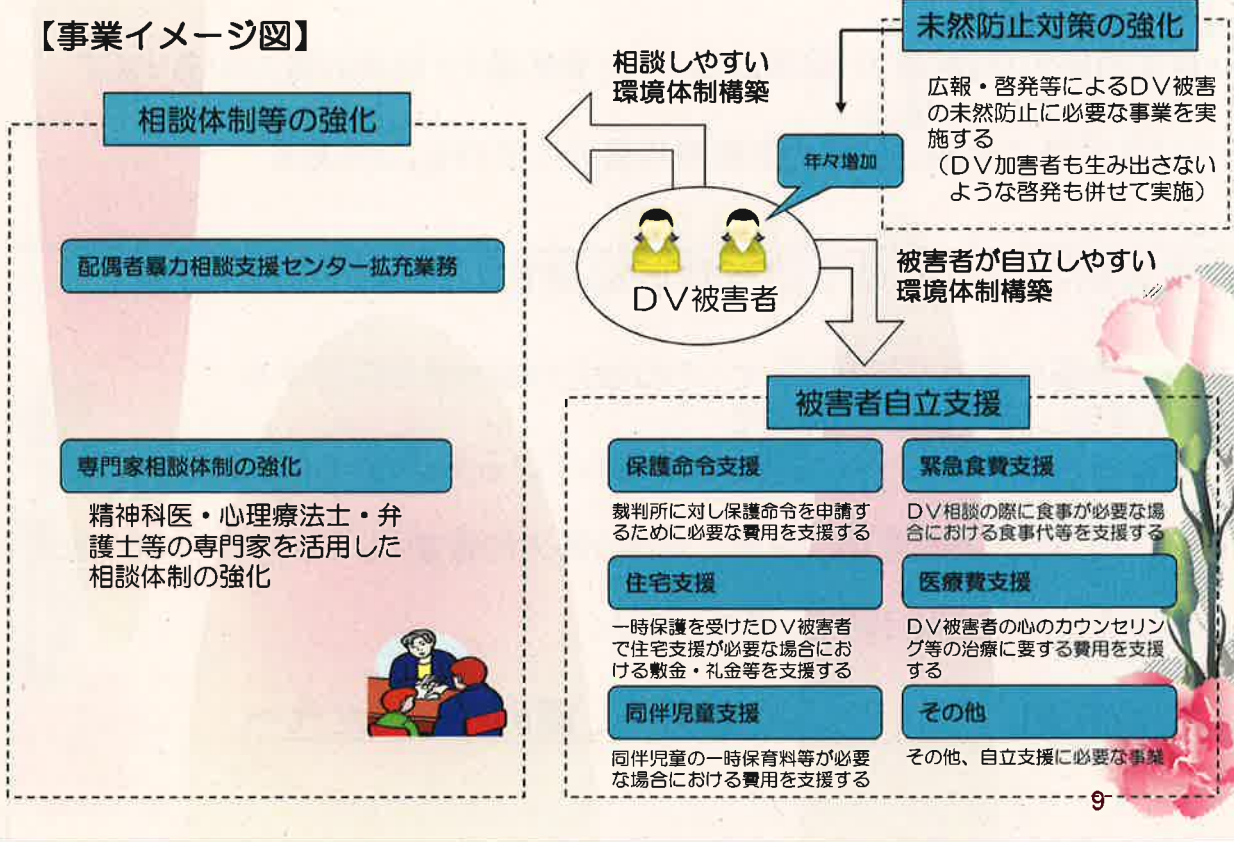 【事業イメージ図】
相談しやすい
環境体制構築
未然防止対策の強化
広報・啓発等によるDV被害
の未然防止に必要な事業を実
施する
(DV加害者も生み出さない
ような啓発も併せて実施)
年々増加
DV被害者
被害者が自立しやすい
環境体制構築
相談体制等の強化
配偶者暴力相談支援センター拡充業務
専門家相談体制の強化
精神科医・心理療法士・弁
護士等の専門家を活用した
相談体制の強化
被害者自立支援
保護命令支援
裁判所に対し保護命令を申請す
るために必要な費用を支援する
緊急食費支援
DV相談の際に食事が必要な場
合における食事代等を支援する
住宅支援
一時保護を受けたDV被害者
で住宅支援が必要な場合にお
ける敷金・礼金等を支援する
医療費支援
DV被害者の心のカウンセリン
グ等の治療に要する費用を支援
する
同伴児童支援
同伴児童の一時保育料等が必要
な場合における費用を支援する
その他
その他、自立支援に必要な事業
9